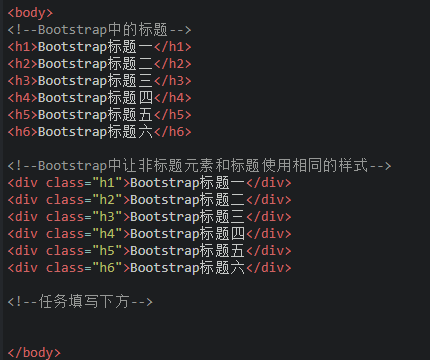 <body>
<!--Bootstrap中的标题-->
<h1>Bootstrap标题一</h1>
<h2>Bootstrap标题二</h2>
<h3>Bootstrap标题三</h3>
<h4>Bootstrap标题四</h4>
<h5>Bootstrap标题五</h5>
<h6>Bootstrap标题六</h6>
<!--Bootstrap中让非标题元素和标题使用相同的样式-->
<div class="h1">Bootstrap标题一</div>
<div class="h2">Bootstrap标题二</div>
<div class="h3">Bootstrap标题三</div>
<div class="h4">Bootstrap标题四</div>
<div class="h5">Bootstrap标题五</div>
<div class="h6">Bootstrap标题六</div>
<!--任务填写下方-->
</body>